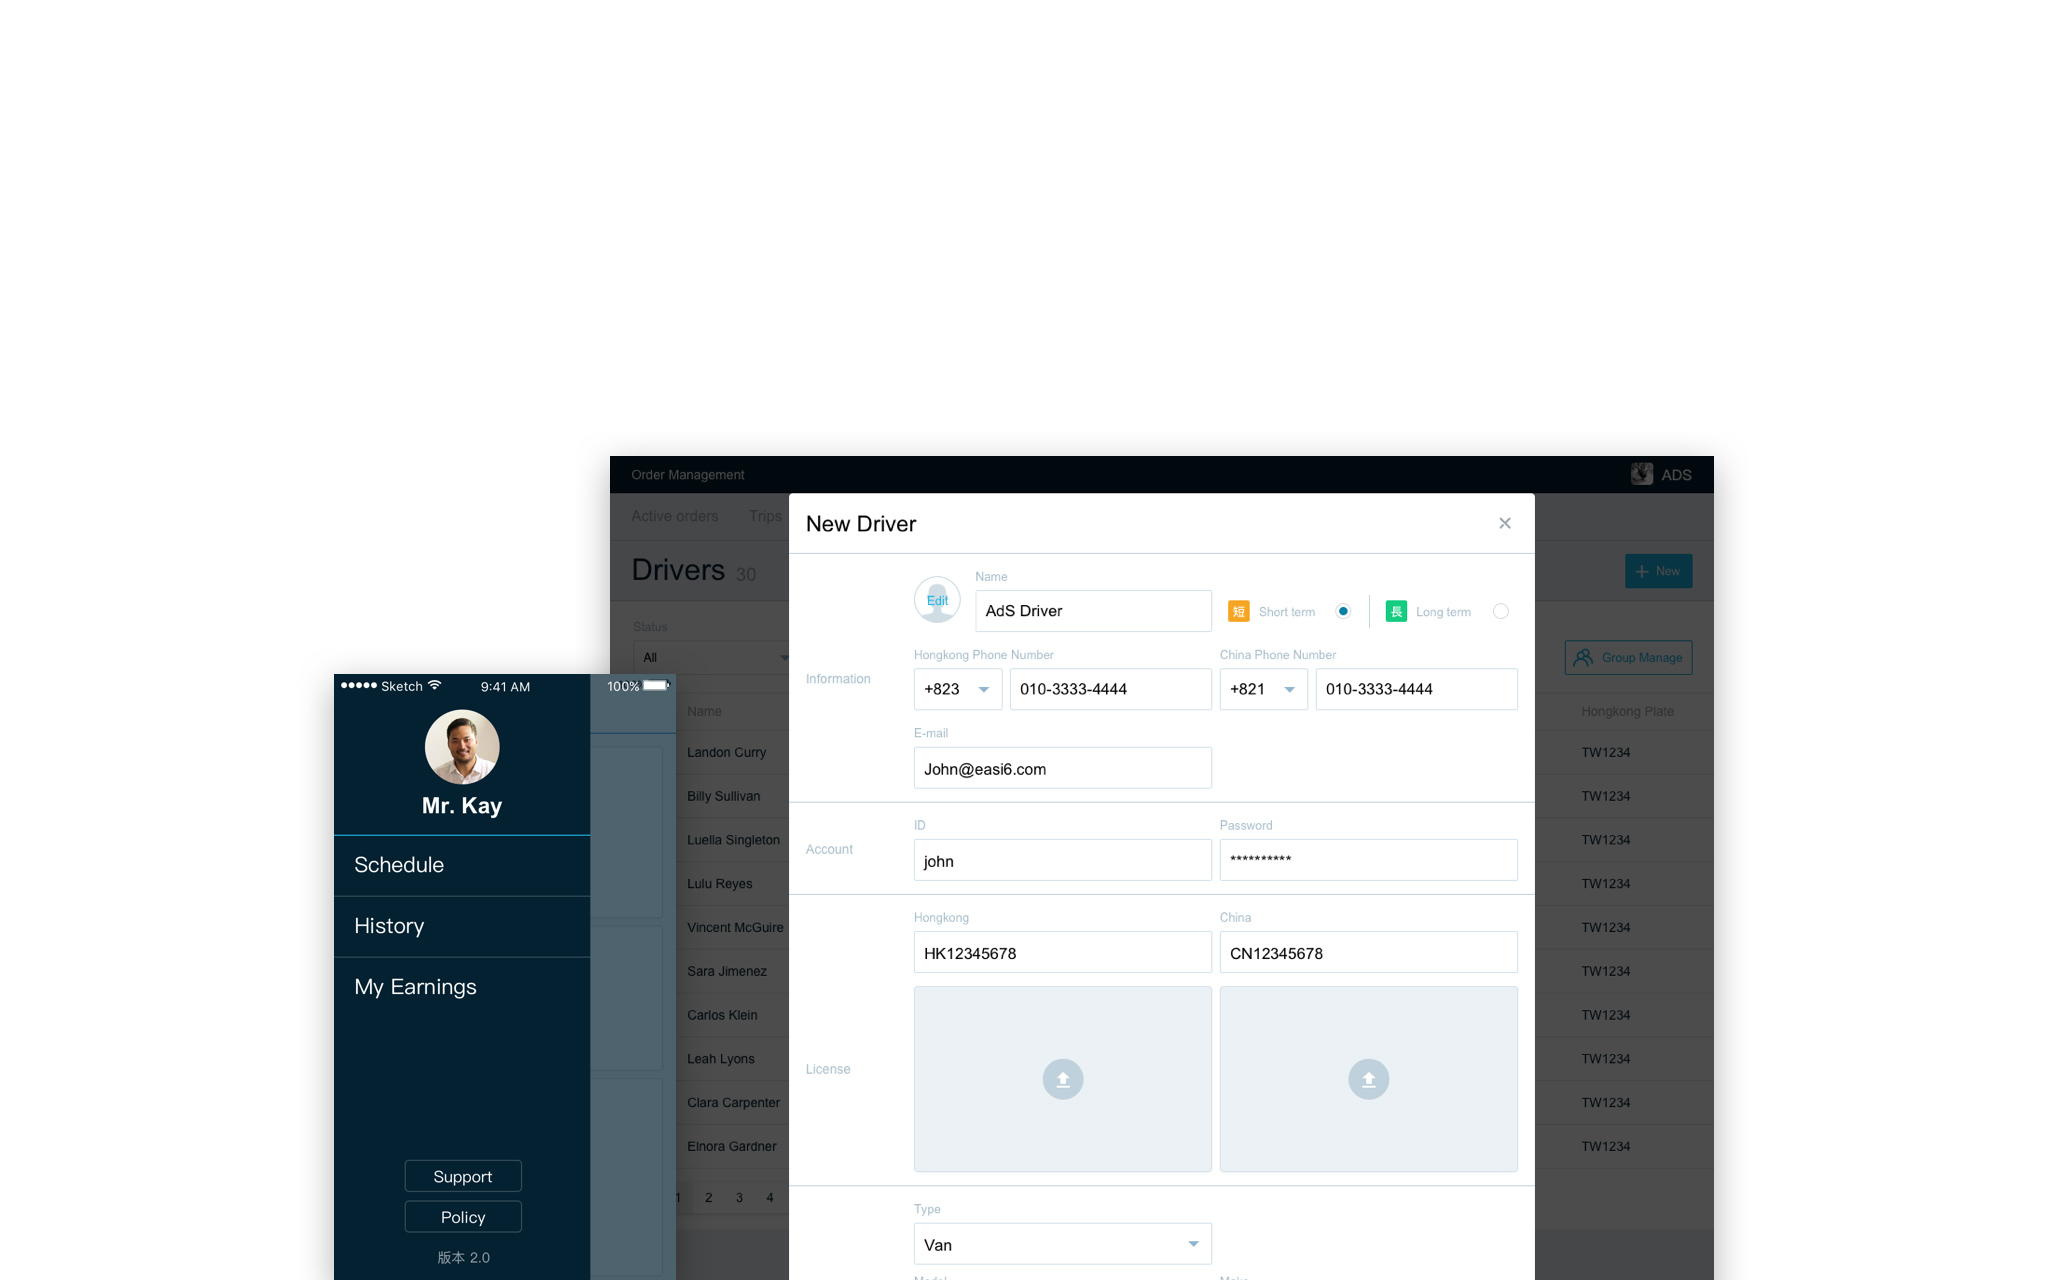 Order Management
ADS
Active orders
Trips
Drivers 30
+ New
Status
All
Group Manage
Name
Hongkong Plate
Landon Curry
TW1234
Billy Sullivan
TW1234
Luella Singleton
TW1234
Lulu Reyes
TW1234
Vincent McGuire
TW1234
Sara Jimenez
TW1234
Carlos Klein
TW1234
Leah Lyons
TW1234
Clara Carpenter
TW1234
Elnora Gardner
TW1234
1 2 3 4
New Driver
Edit
Name
AdS Driver
短 Short term
長 Long term
Information
Hongkong Phone Number
China Phone Number
+823
010-3333-4444
+821
010-3333-4444
E-mail
John@easi6.com
Account
ID
Password
john
**********
License
Hongkong
China
HK12345678
CN12345678
Type
Van
Sketch
9:41 AM
100%
Mr. Kay
Schedule
History
My Earnings
Support
Policy
版本 2.0